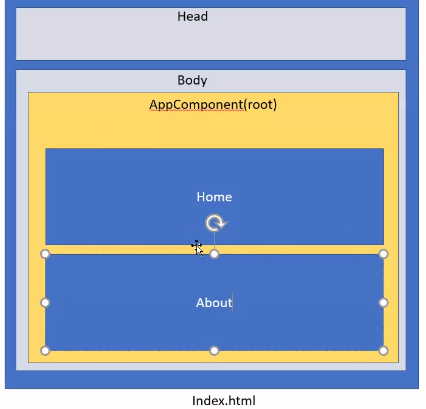 Head
Body
AppComponent(root)
Home
About
Index.html